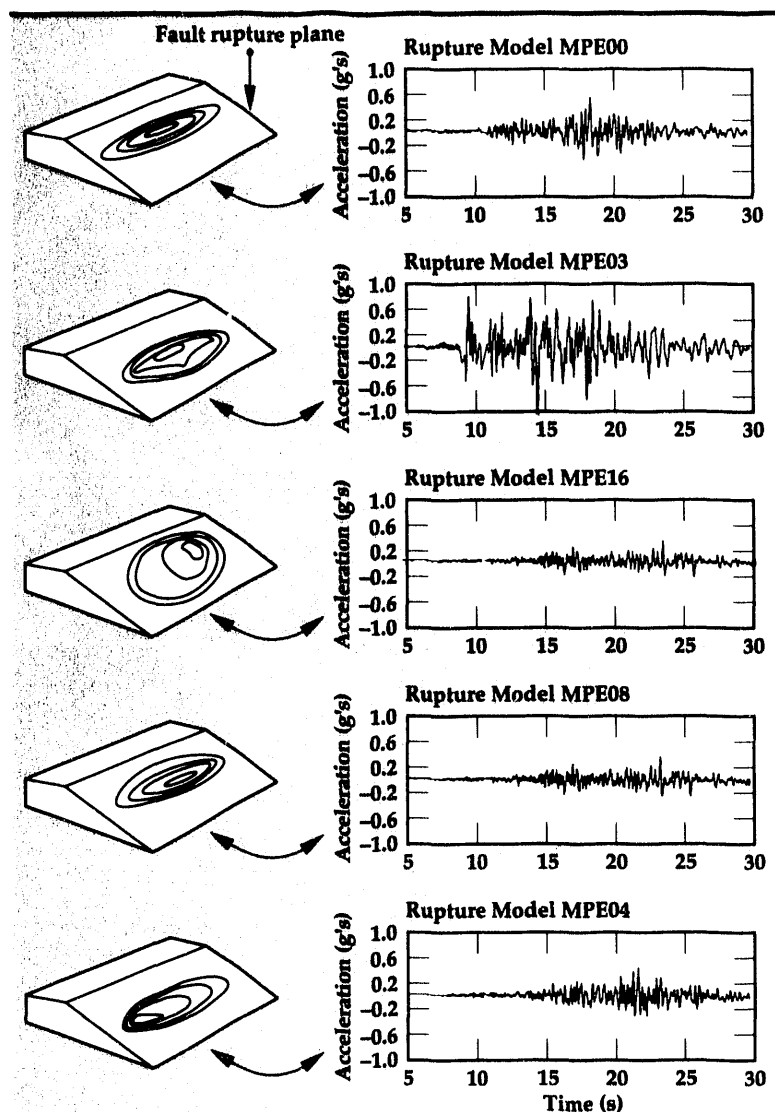 Fault rupture plane
Rupture Model MPE00
Acceleration (g's)
1.0
0.6
0.2
–0.2
–0.6
–1.0
5 10 15 20 25 30
Rupture Model MPE03
Acceleration (g's)
1.0
0.6
0.2
–0.2
–0.6
–1.0
5 10 15 20 25 30
Rupture Model MPE16
Acceleration (g's)
1.0
0.6
0.2
–0.2
–0.6
–1.0
5 10 15 20 25 30
Rupture Model MPE08
Acceleration (g's)
1.0
0.6
0.2
–0.2
–0.6
–1.0
5 10 15 20 25 30
Rupture Model MPE04
Acceleration (g's)
1.0
0.6
0.2
–0.2
–0.6
–1.0
5 10 15 20 25 30
Time (s)